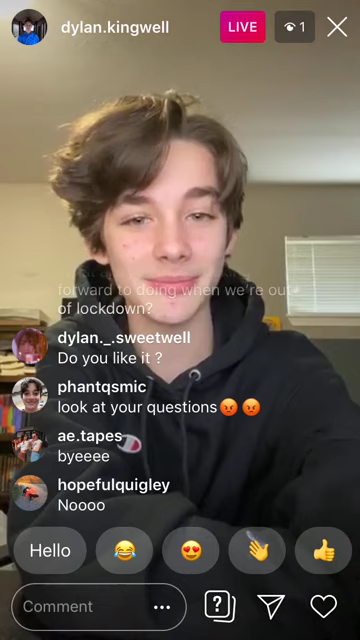 dylan.kingwell
LIVE
1
forward to doing when we're out
of lockdown?
dylan._.sweetwell
Do you like it ?
phantqsmic
look at your questions😡 😡
ae.tapes
byeeee
hopefulquigley
Noooo
Hello 😂 😍 👋 👍
Comment